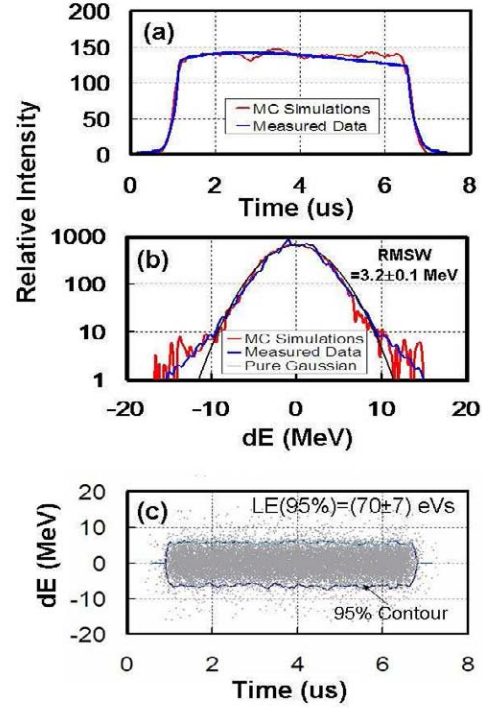 (a)
200
150
100
50
0
MC Simulations
Measured Data
0 2 4 6 8
Time (us)
Relative Intensity
(b)
1000
100
10
1
RMSW
=3.2±0.1 MeV
MC Simulations
Measured Data
Pure Gaussian
-20 -10 0 10 20
dE (MeV)
(c)
LE(95%)=(70±7) eVs
20
10
0
-10
-20
dE (MeV)
95% Contour
0 2 4 6 8
Time (us)